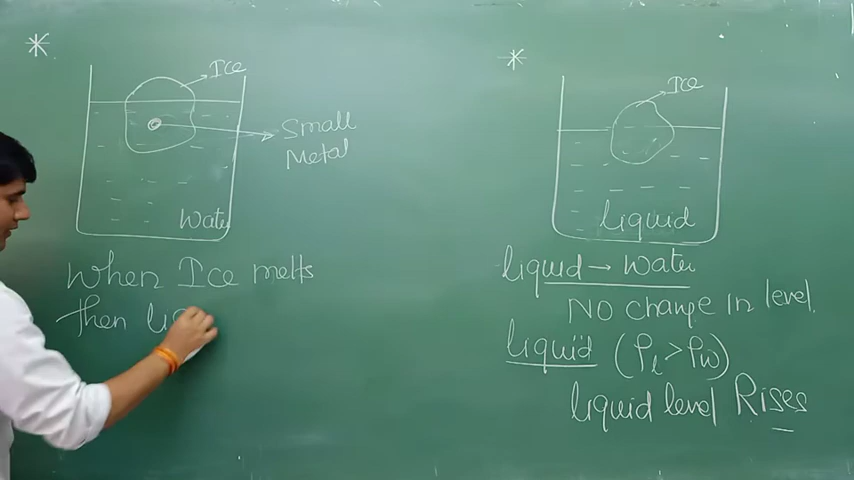 *
Ice
Small
Metal
Water
When Ice melts
then liq
*
Ice
liquid
liquid → Water
No change in level.
liquid (ρl > ρw)
liquid level Rises